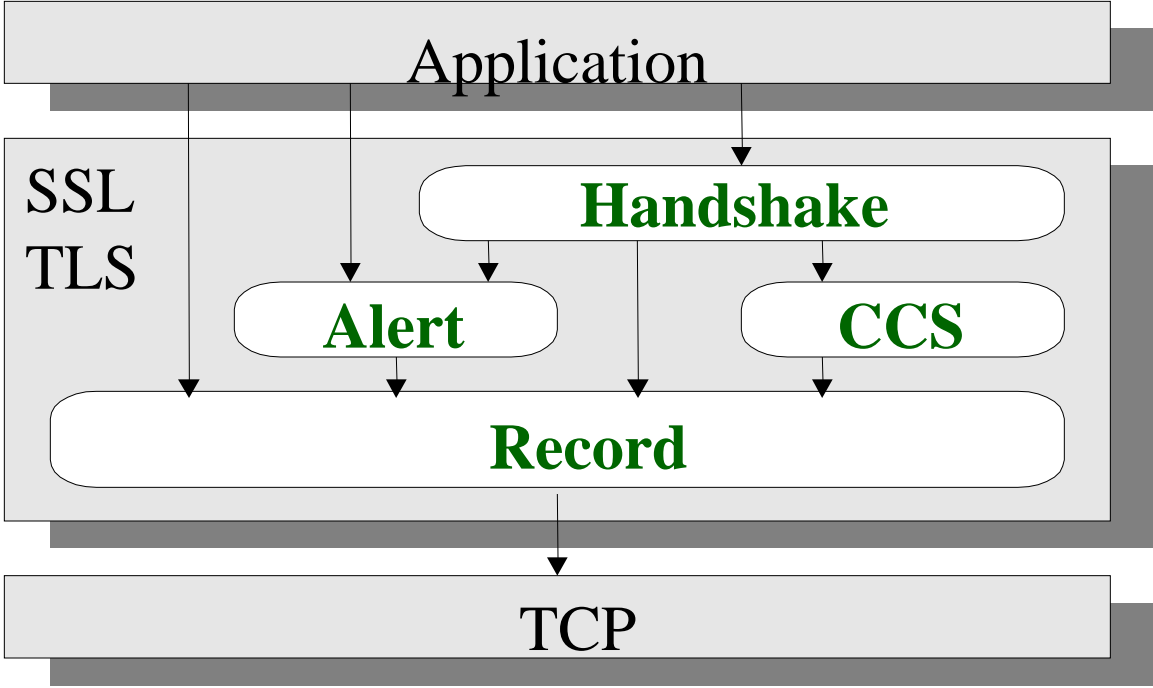 Application
SSL
TLS
Handshake
Alert
CCS
Record
TCP